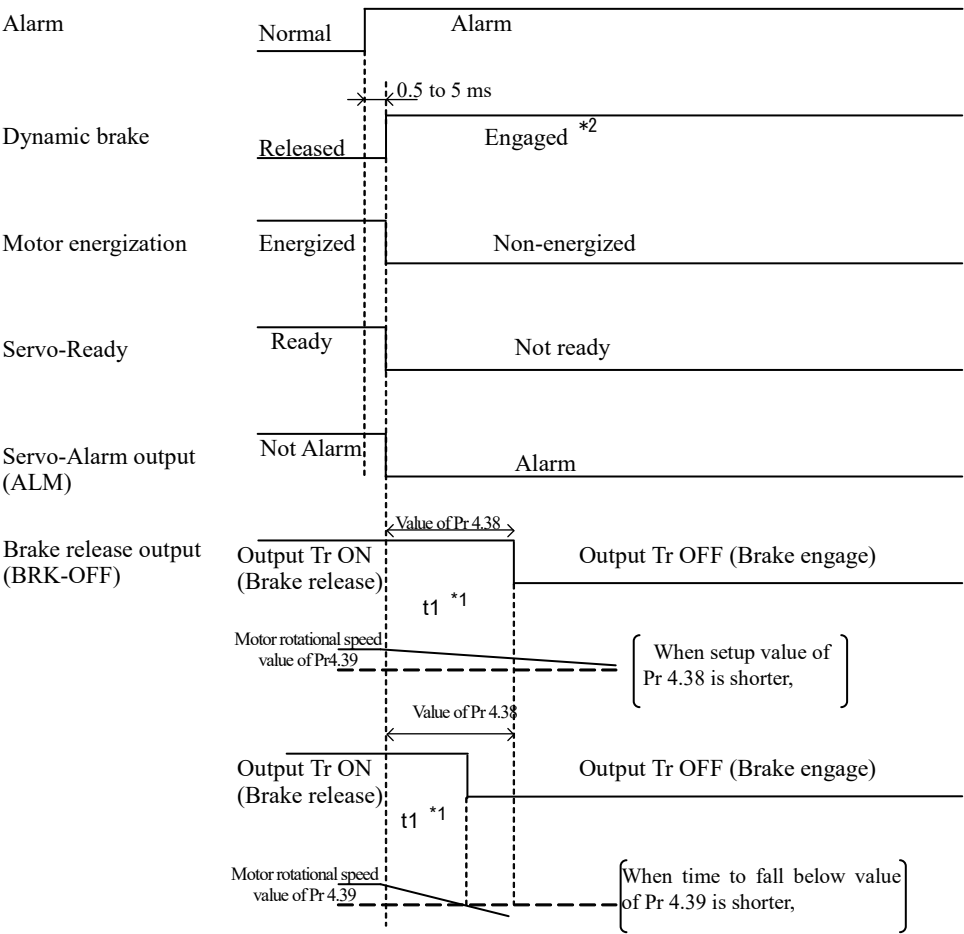 Alarm
Normal
Alarm
0.5 to 5 ms
Dynamic brake
Released
Engaged *2
Motor energization
Energized
Non-energized
Servo-Ready
Ready
Not ready
Servo-Alarm output
(ALM)
Not Alarm
Alarm
Value of Pr 4.38
Brake release output
(BRK-OFF)
Output Tr ON
(Brake release)
Output Tr OFF (Brake engage)
t1 *1
Motor rotational speed
value of Pr4.39
When setup value of
Pr 4.38 is shorter,
Value of Pr 4.38
Output Tr ON
(Brake release)
Output Tr OFF (Brake engage)
t1 *1
Motor rotational speed
value of Pr 4.39
When time to fall below value
of Pr 4.39 is shorter,